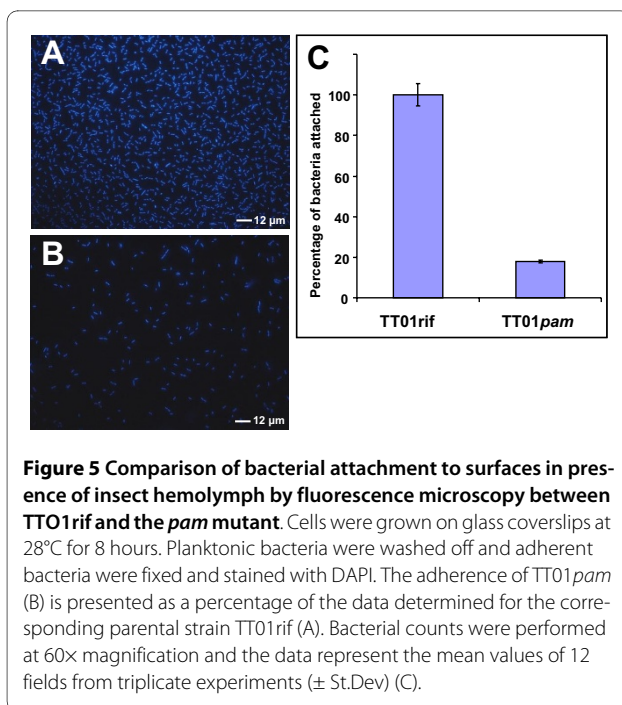 A
12 µm
B
12 µm
C
Percentage of bacteria attached
100
80
60
40
20
0
TT01rif
TT01pam
Figure 5 Comparison of bacterial attachment to surfaces in pres-
ence of insect hemolymph by fluorescence microscopy between
TTO1rif and the pam mutant. Cells were grown on glass coverslips at
28°C for 8 hours. Planktonic bacteria were washed off and adherent
bacteria were fixed and stained with DAPI. The adherence of TT01pam
(B) is presented as a percentage of the data determined for the corre-
sponding parental strain TT01rif (A). Bacterial counts were performed
at 60× magnification and the data represent the mean values of 12
fields from triplicate experiments (± St.Dev) (C).